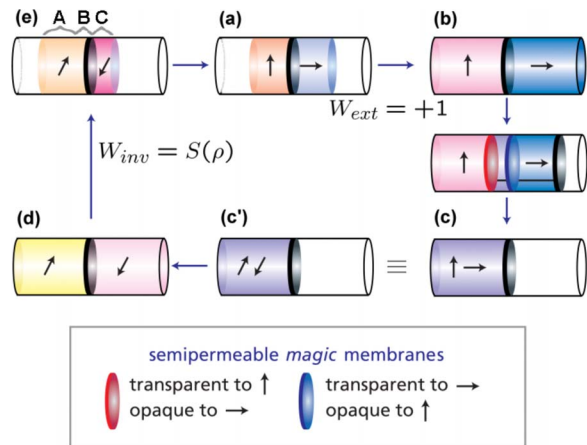 (e) A B C (a) (b)
W_ext = +1
W_inv = S(ρ)
(d) (c') (c)
≡
semipermeable magic membranes
transparent to ↑ transparent to →
opaque to → opaque to ↑